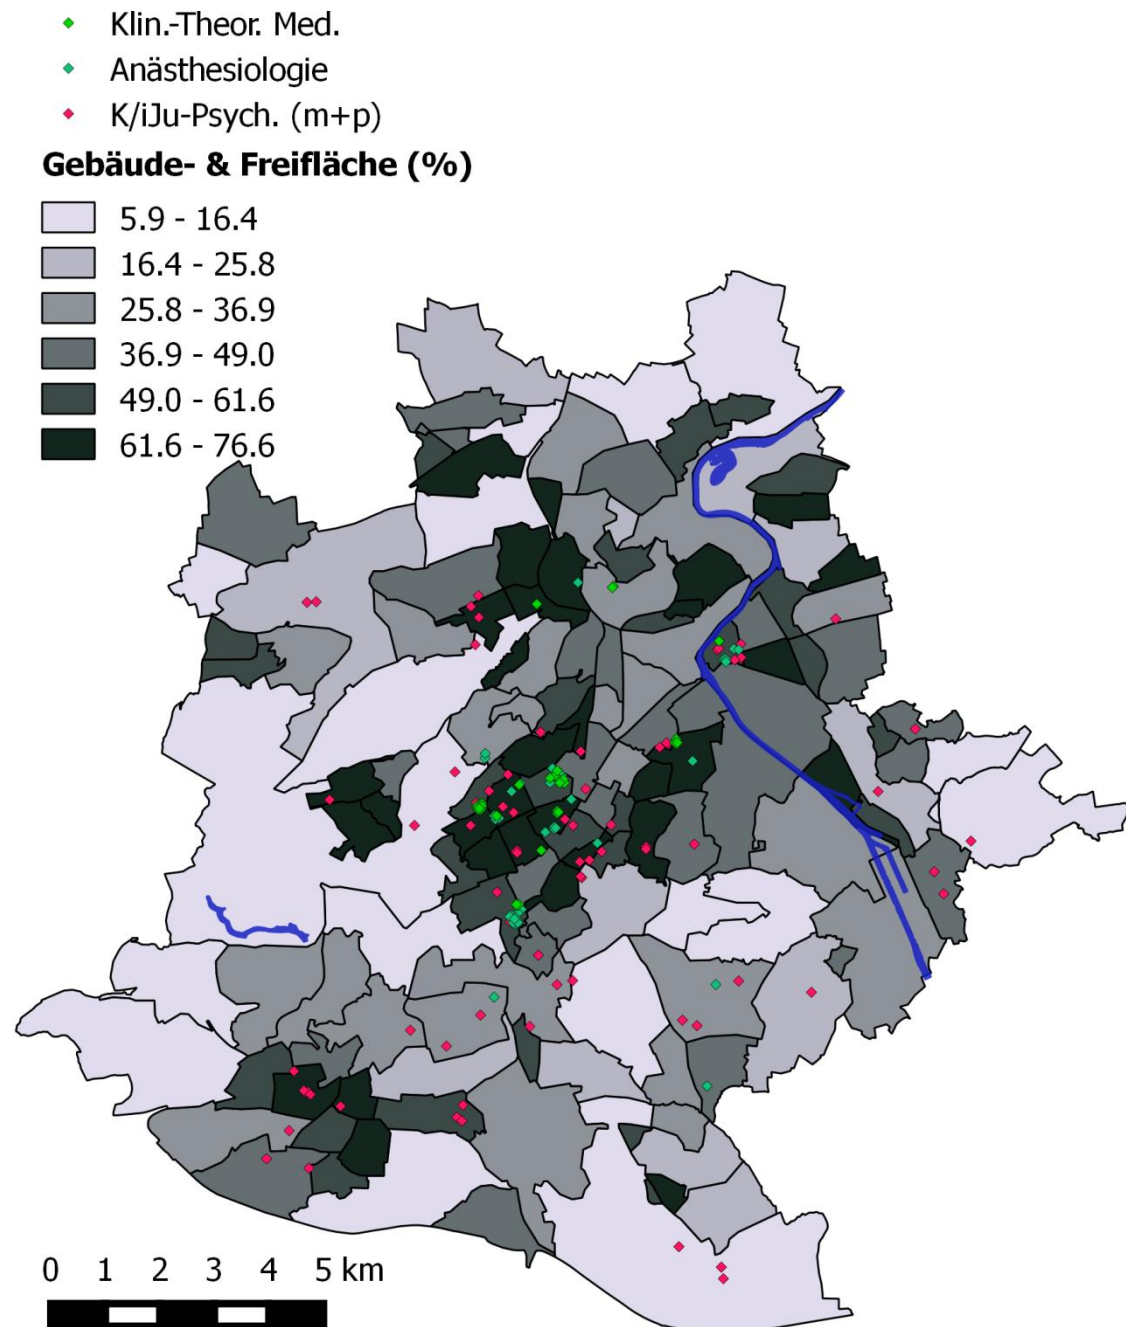 Klin.-Theor. Med.
Anästhesiologie
K/iJu-Psych. (m+p)
Gebäude- & Freifläche (%)
5.9 - 16.4
16.4 - 25.8
25.8 - 36.9
36.9 - 49.0
49.0 - 61.6
61.6 - 76.6
0 1 2 3 4 5 km